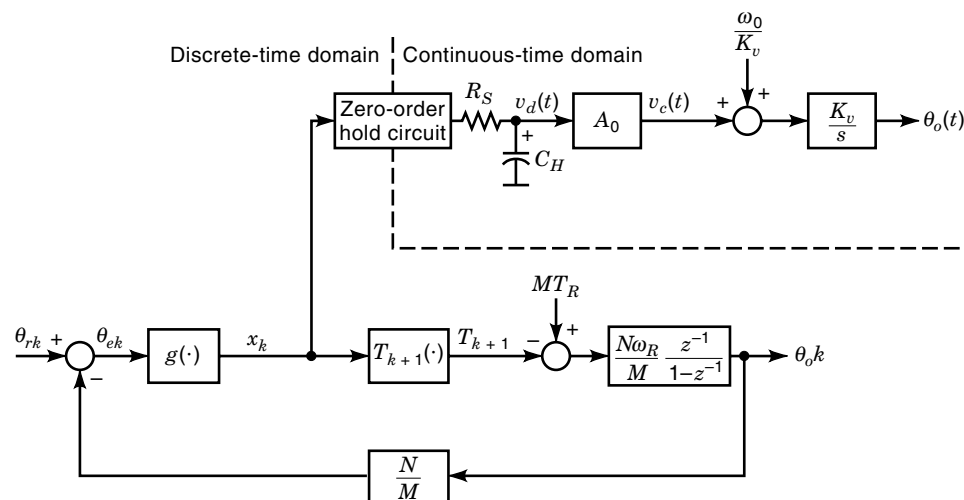 Discrete-time domain
Continuous-time domain
ω0
Kv
Zero-order
hold circuit
RS
vd(t)
+
CH
A0
vc(t)
+
+
Kv
s
θo(t)
θrk
+
−
θek
g(·)
xk
Tk + 1(·)
Tk + 1
MTR
−
+
NωR
M
z−1
1−z−1
θok
N
M